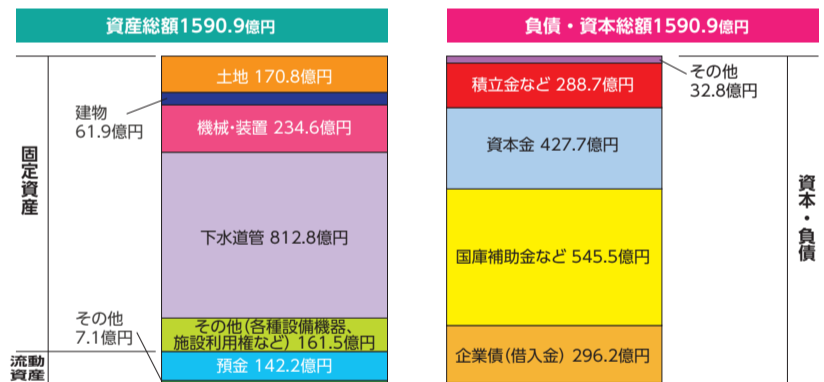 資産総額1590.9億円
固定資産
土地 170.8億円
建物
61.9億円
機械・装置 234.6億円
下水道管 812.8億円
その他(各種設備機器、
施設利用権など) 161.5億円
その他
7.1億円
流動
資産
預金 142.2億円
負債・資本総額1590.9億円
その他
32.8億円
積立金など 288.7億円
資本金 427.7億円
国庫補助金など 545.5億円
企業債(借入金) 296.2億円
資本・負債